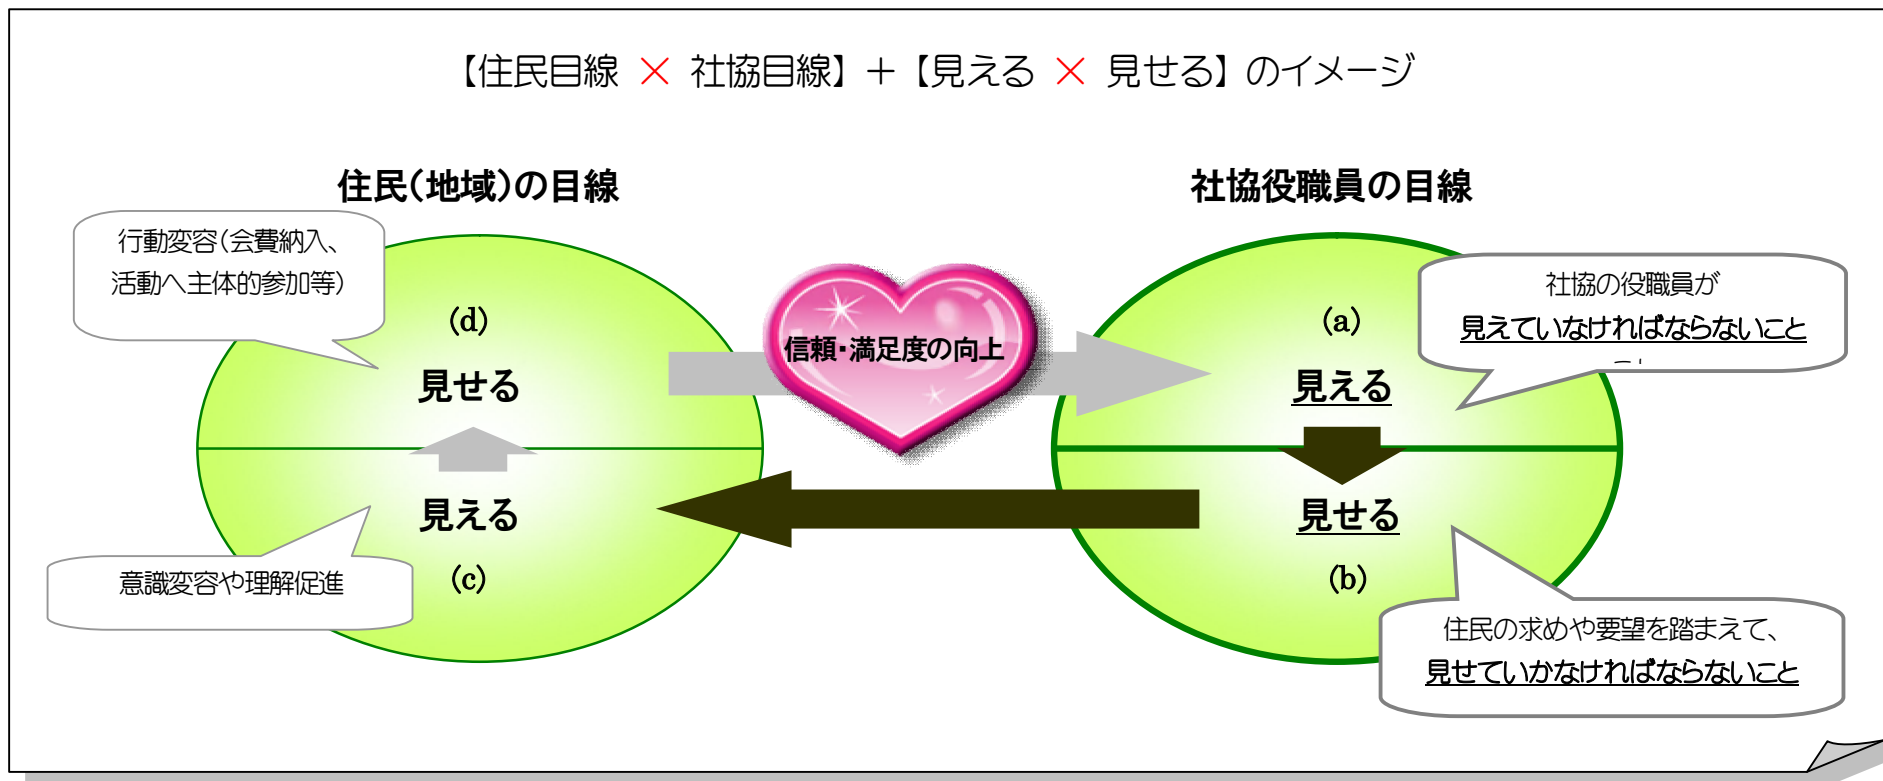 【住民目線 × 社協目線】＋【見える × 見せる】のイメージ
住民（地域）の目線
社協役職員の目線
行動変容（会費納入、
活動へ主体的参加等）
(d)
見せる
見える
(c)
意識変容や理解促進
信頼・満足度の向上
社協の役職員が
見えていなければならないこと
(a)
見える
見せる
(b)
住民の求めや要望を踏まえて、
見せていかなければならないこと